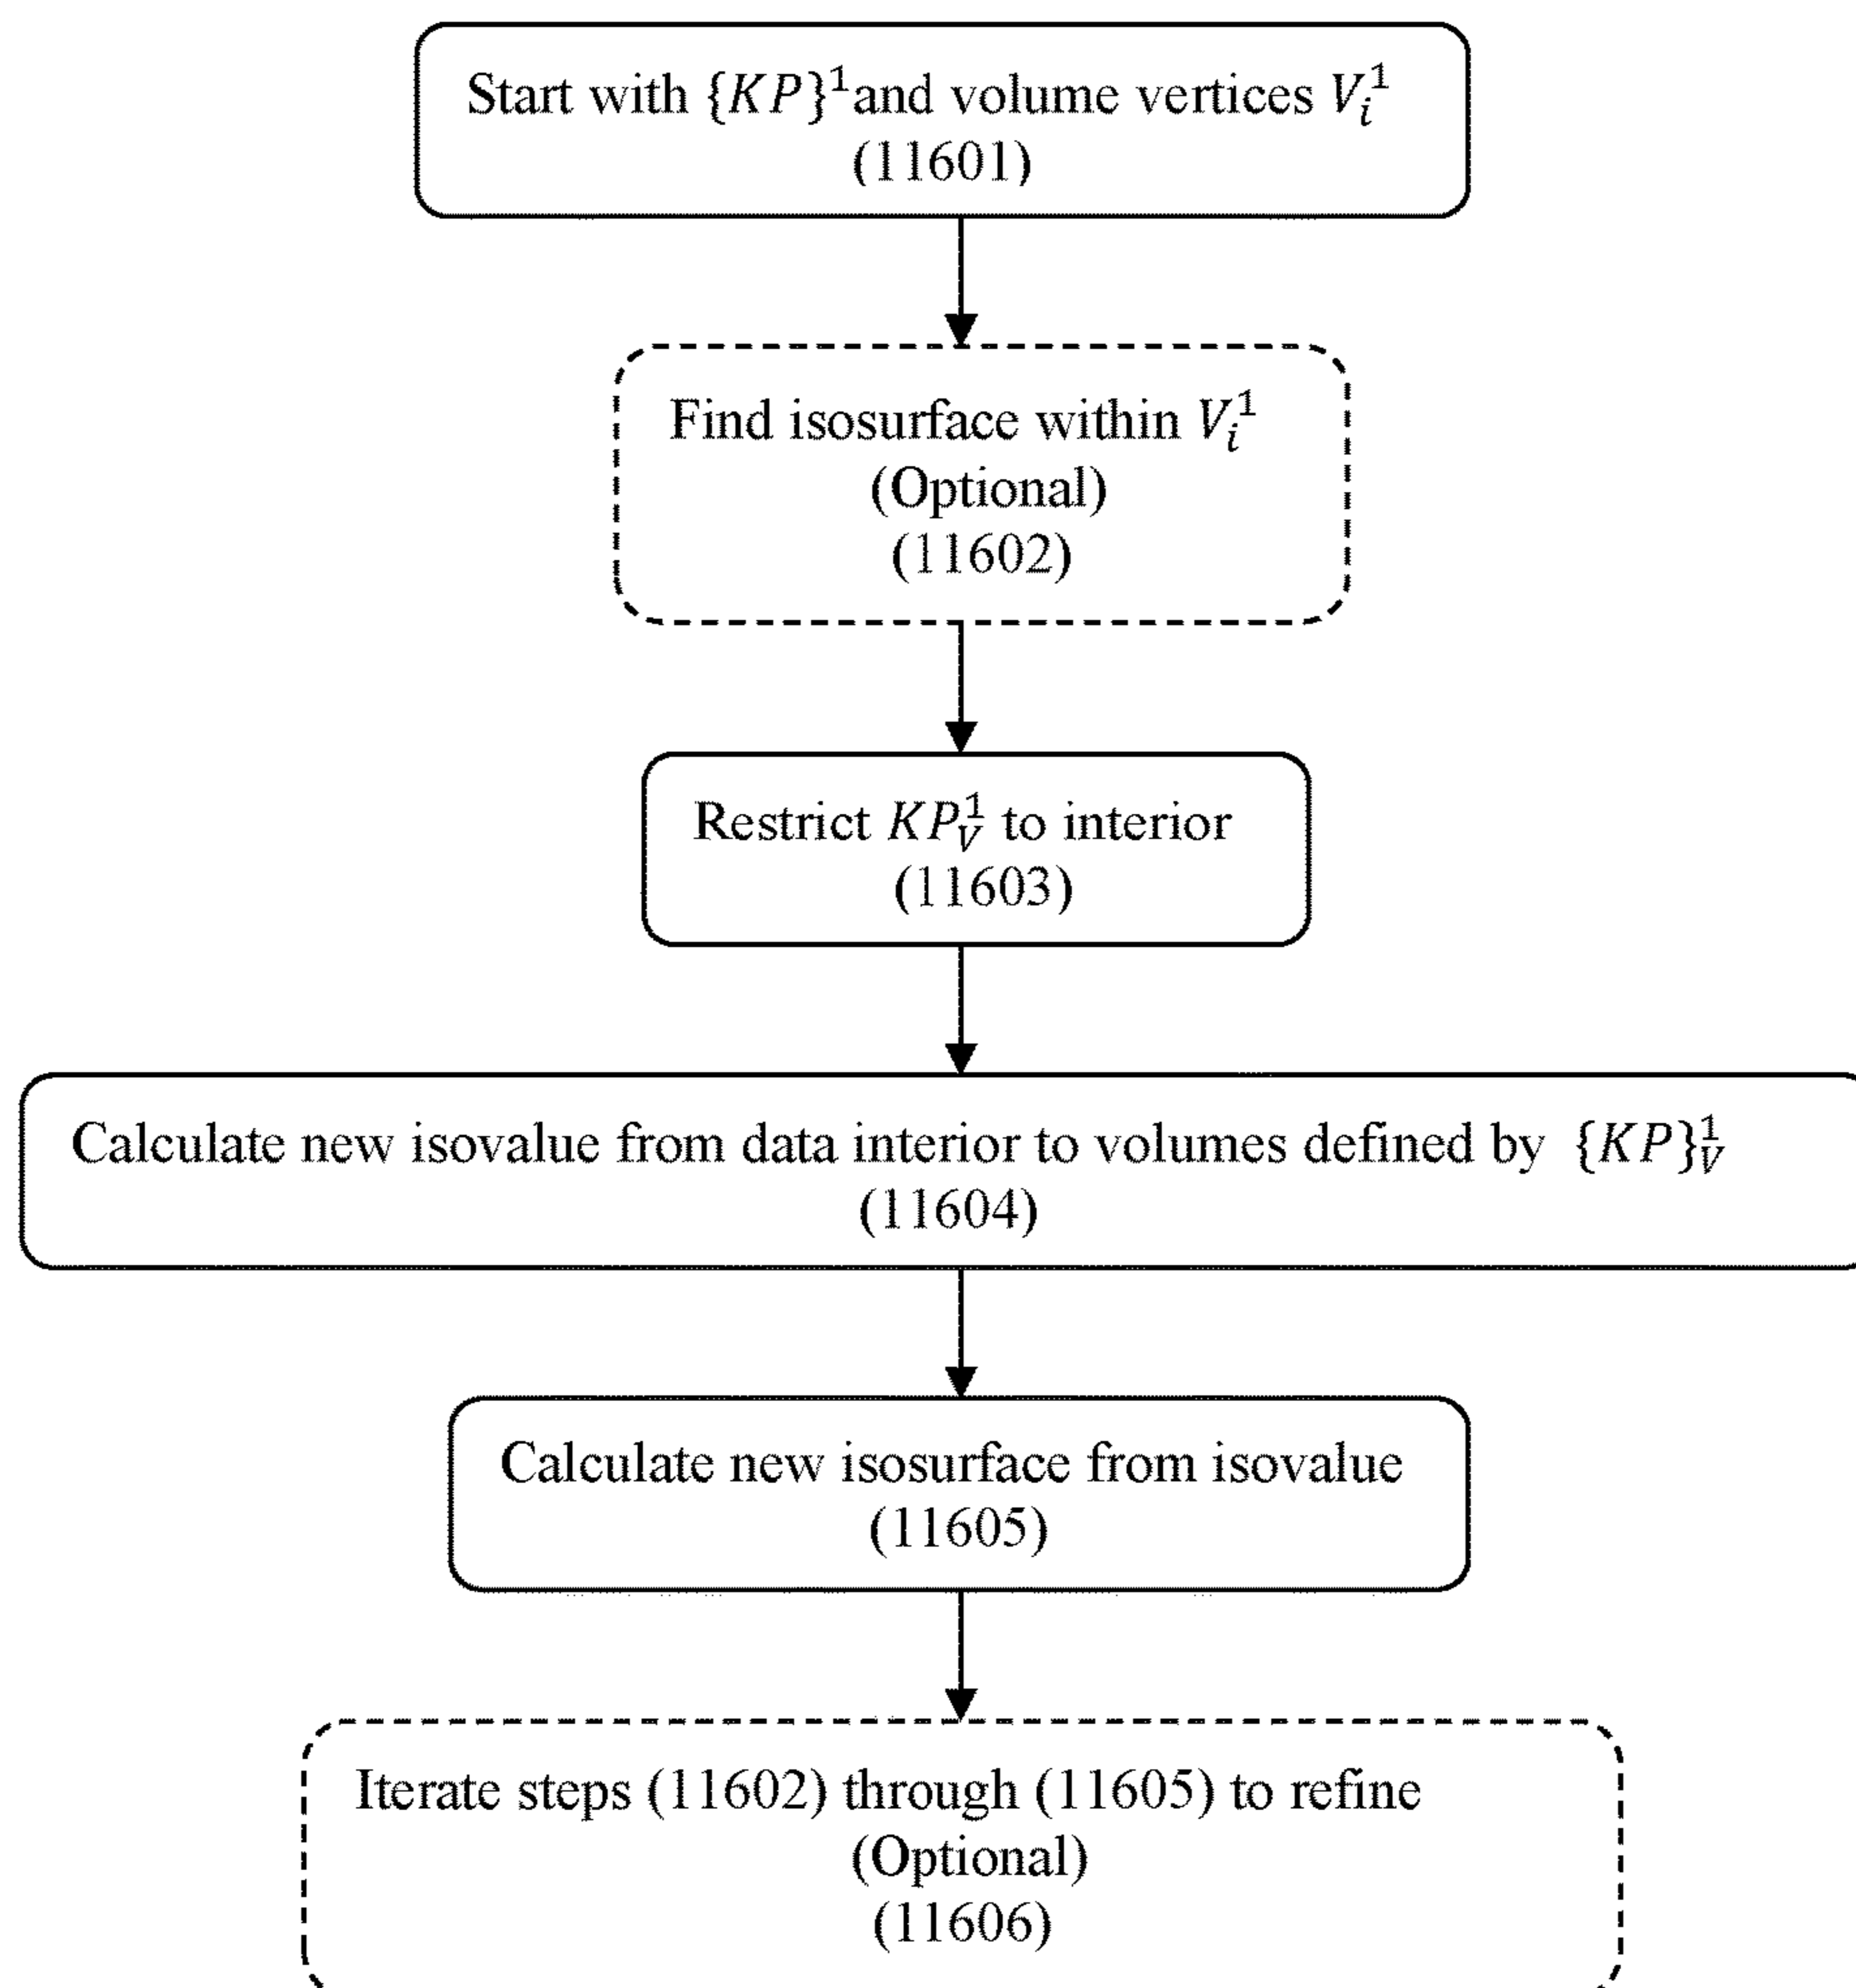 Start with {KP}¹and volume vertices V_i^1
(11601)
Find isosurface within V_i^1
(Optional)
(11602)
Restrict KP_V^1 to interior
(11603)
Calculate new isovalue from data interior to volumes defined by {KP}_V^1
(11604)
Calculate new isosurface from isovalue
(11605)
Iterate steps (11602) through (11605) to refine
(Optional)
(11606)